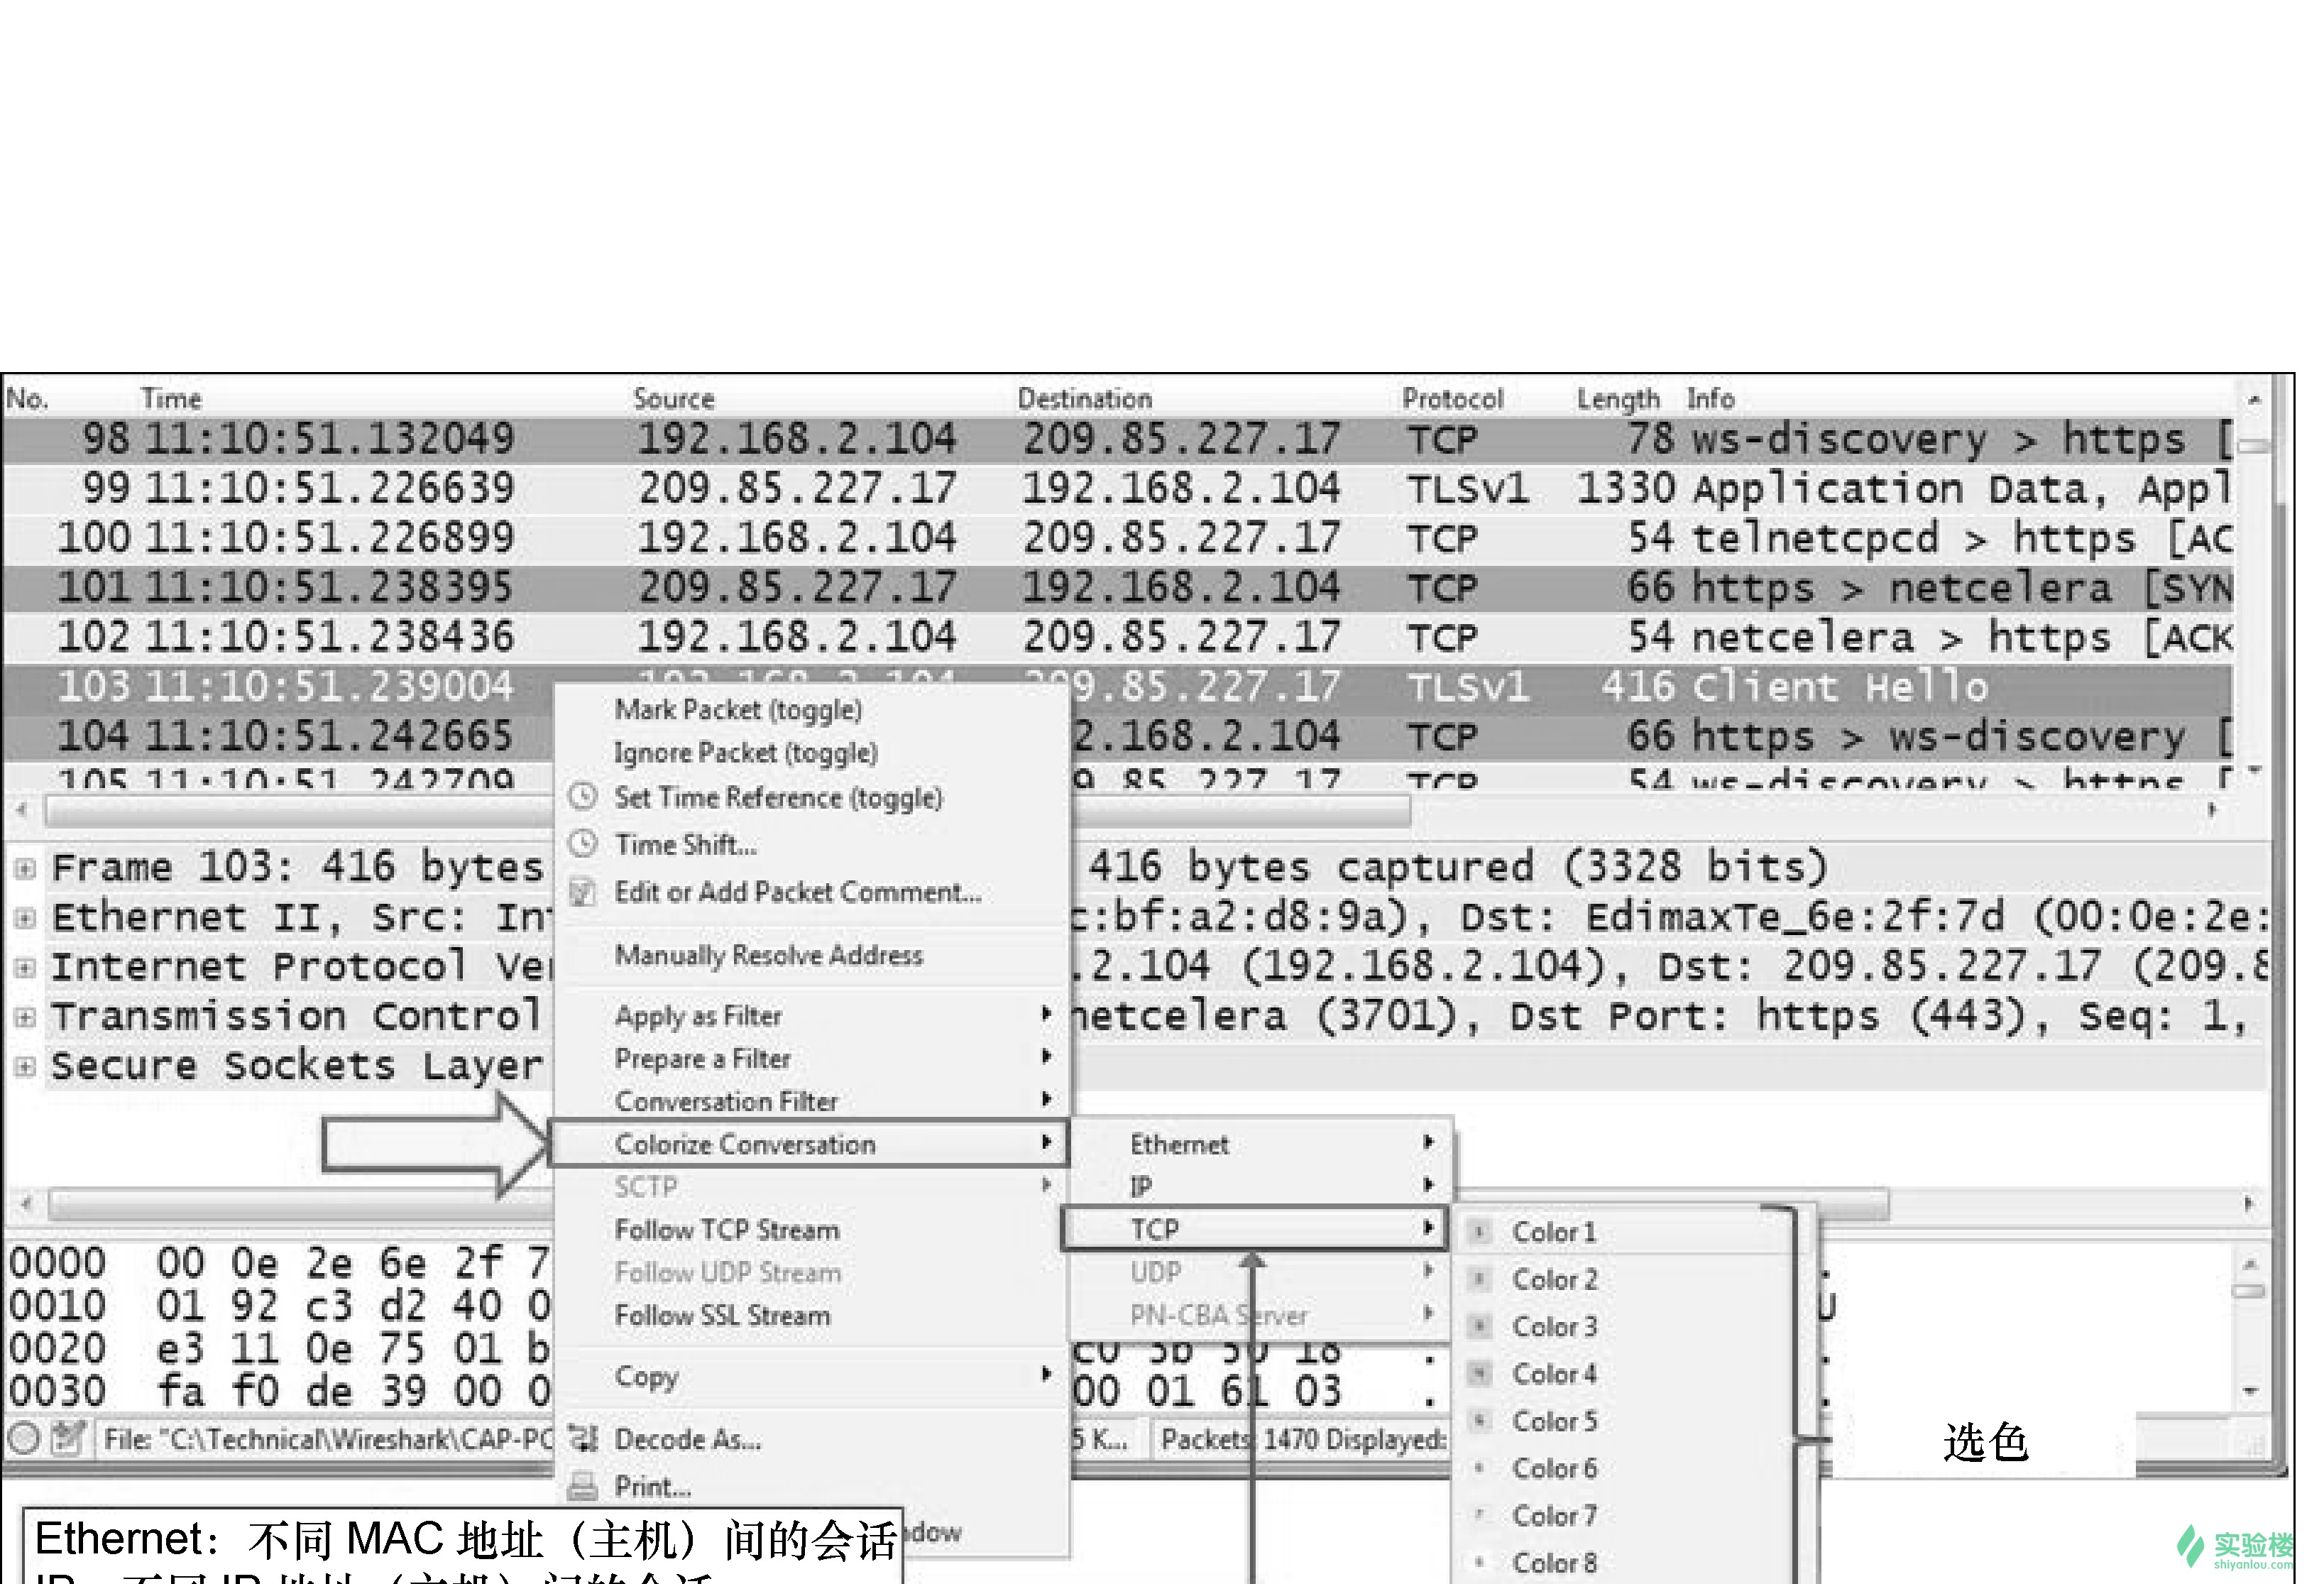 No. Time Source Destination Protocol Length Info
98 11:10:51.132049 192.168.2.104 209.85.227.17 TCP 78 ws-discovery > https [
99 11:10:51.226639 209.85.227.17 192.168.2.104 TLSv1 1330 Application Data, Appl
100 11:10:51.226899 192.168.2.104 209.85.227.17 TCP 54 telnetcpcd > https [AC
101 11:10:51.238395 209.85.227.17 192.168.2.104 TCP 66 https > netcelera [SYN
102 11:10:51.238436 192.168.2.104 209.85.227.17 TCP 54 netcelera > https [ACK
103 11:10:51.239004 192.168.2.104 9.85.227.17 TLSv1 416 Client Hello
104 11:10:51.242665 2.168.2.104 TCP 66 https > ws-discovery [
105 11:10:51.242709 9.85.227.17 TCP 54 ws-discovery > https [
Mark Packet (toggle)
Ignore Packet (toggle)
Set Time Reference (toggle)
Time Shift...
Edit or Add Packet Comment...
Manually Resolve Address
Apply as Filter
Prepare a Filter
Conversation Filter
Colorize Conversation
SCTP
Follow TCP Stream
Follow UDP Stream
Follow SSL Stream
Copy
Decode As...
Print...
dow
Frame 103: 416 bytes 416 bytes captured (3328 bits)
Ethernet II, Src: In c:bf:a2:d8:9a), Dst: EdimaxTe_6e:2f:7d (00:0e:2e:
Internet Protocol Ve .2.104 (192.168.2.104), Dst: 209.85.227.17 (209.8
Transmission Control netcelera (3701), Dst Port: https (443), Seq: 1,
Secure Sockets Layer
Ethernet
IP
TCP
UDP
PN-CBA Server
Color 1
Color 2
Color 3
Color 4
Color 5
Color 6
Color 7
Color 8
选色
0000 00 0e 2e 6e 2f 7
0010 01 92 c3 d2 40 0 U
0020 e3 11 0e 75 01 b c0 3b 50 18 .
0030 fa f0 de 39 00 0 00 01 61 03 .
File: "C:\Technical\Wireshark\CAP-PC 5 K... Packets: 1470 Displayed:
Ethernet：不同 MAC 地址（主机）间的会话
IP：不同 IP 地址（主机）间的会话
实验楼
shiyanlou.com